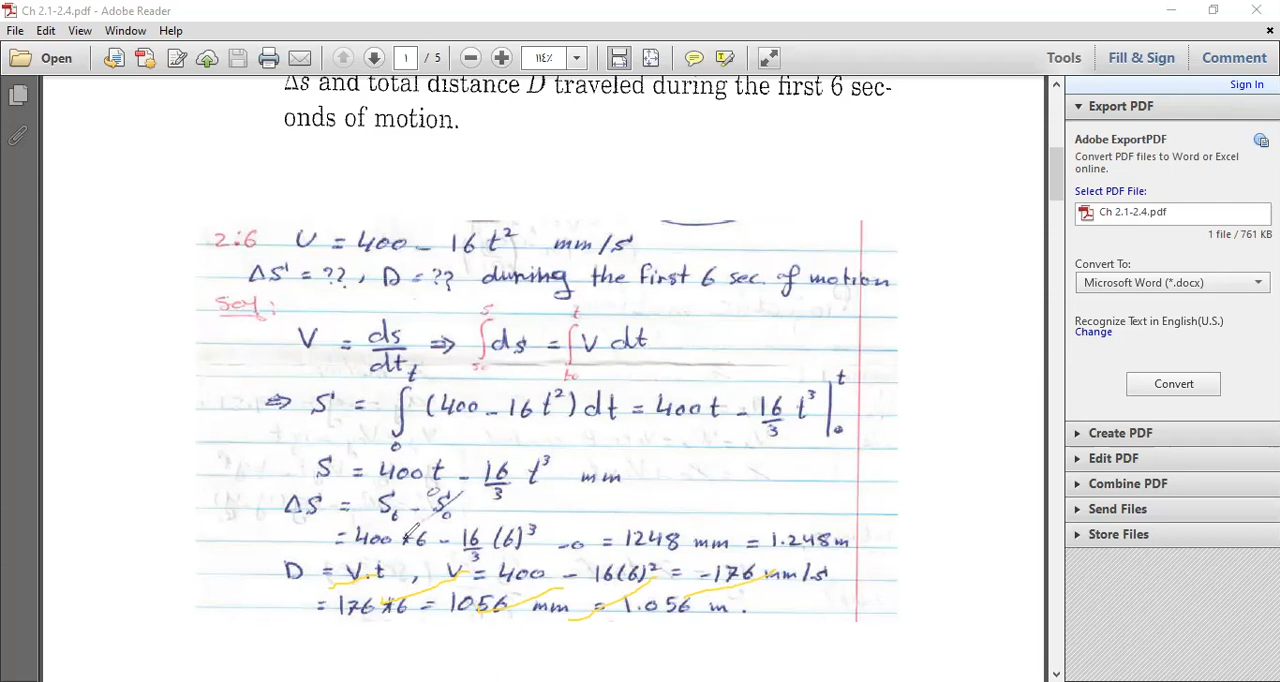 Ch 2.1-2.4.pdf - Adobe Reader
File Edit View Window Help
Open 1 / 5 116% Tools Fill & Sign Comment
Δs and total distance D traveled during the first 6 sec-
onds of motion.
2.6 V = 400 - 16 t² mm/s
ΔS = ?? , D = ?? during the first 6 sec. of motion
Sol:
V = ds/dt ⇒ ∫_{s₀}^{s} ds = ∫_{t₀}^{t} V dt
⇒ S = ∫_0^t (400 - 16 t²) dt = 400 t - 16/3 t³ |_0^t
S = 400 t - 16/3 t³ mm
ΔS = S₆ - S₀ 0
= 400 * 6 - 16/3 (6)³ - 0 = 1248 mm = 1.248 m
D = V.t , V = 400 - 16(6)² = -176 mm/s
= 176 * 6 = 1056 mm = 1.056 m.
Sign In
Export PDF
Adobe ExportPDF
Convert PDF files to Word or Excel
online.
Select PDF File:
Ch 2.1-2.4.pdf
1 file / 761 KB
Convert To:
Microsoft Word (*.docx)
Recognize Text in English(U.S.)
Change
Convert
Create PDF
Edit PDF
Combine PDF
Send Files
Store Files